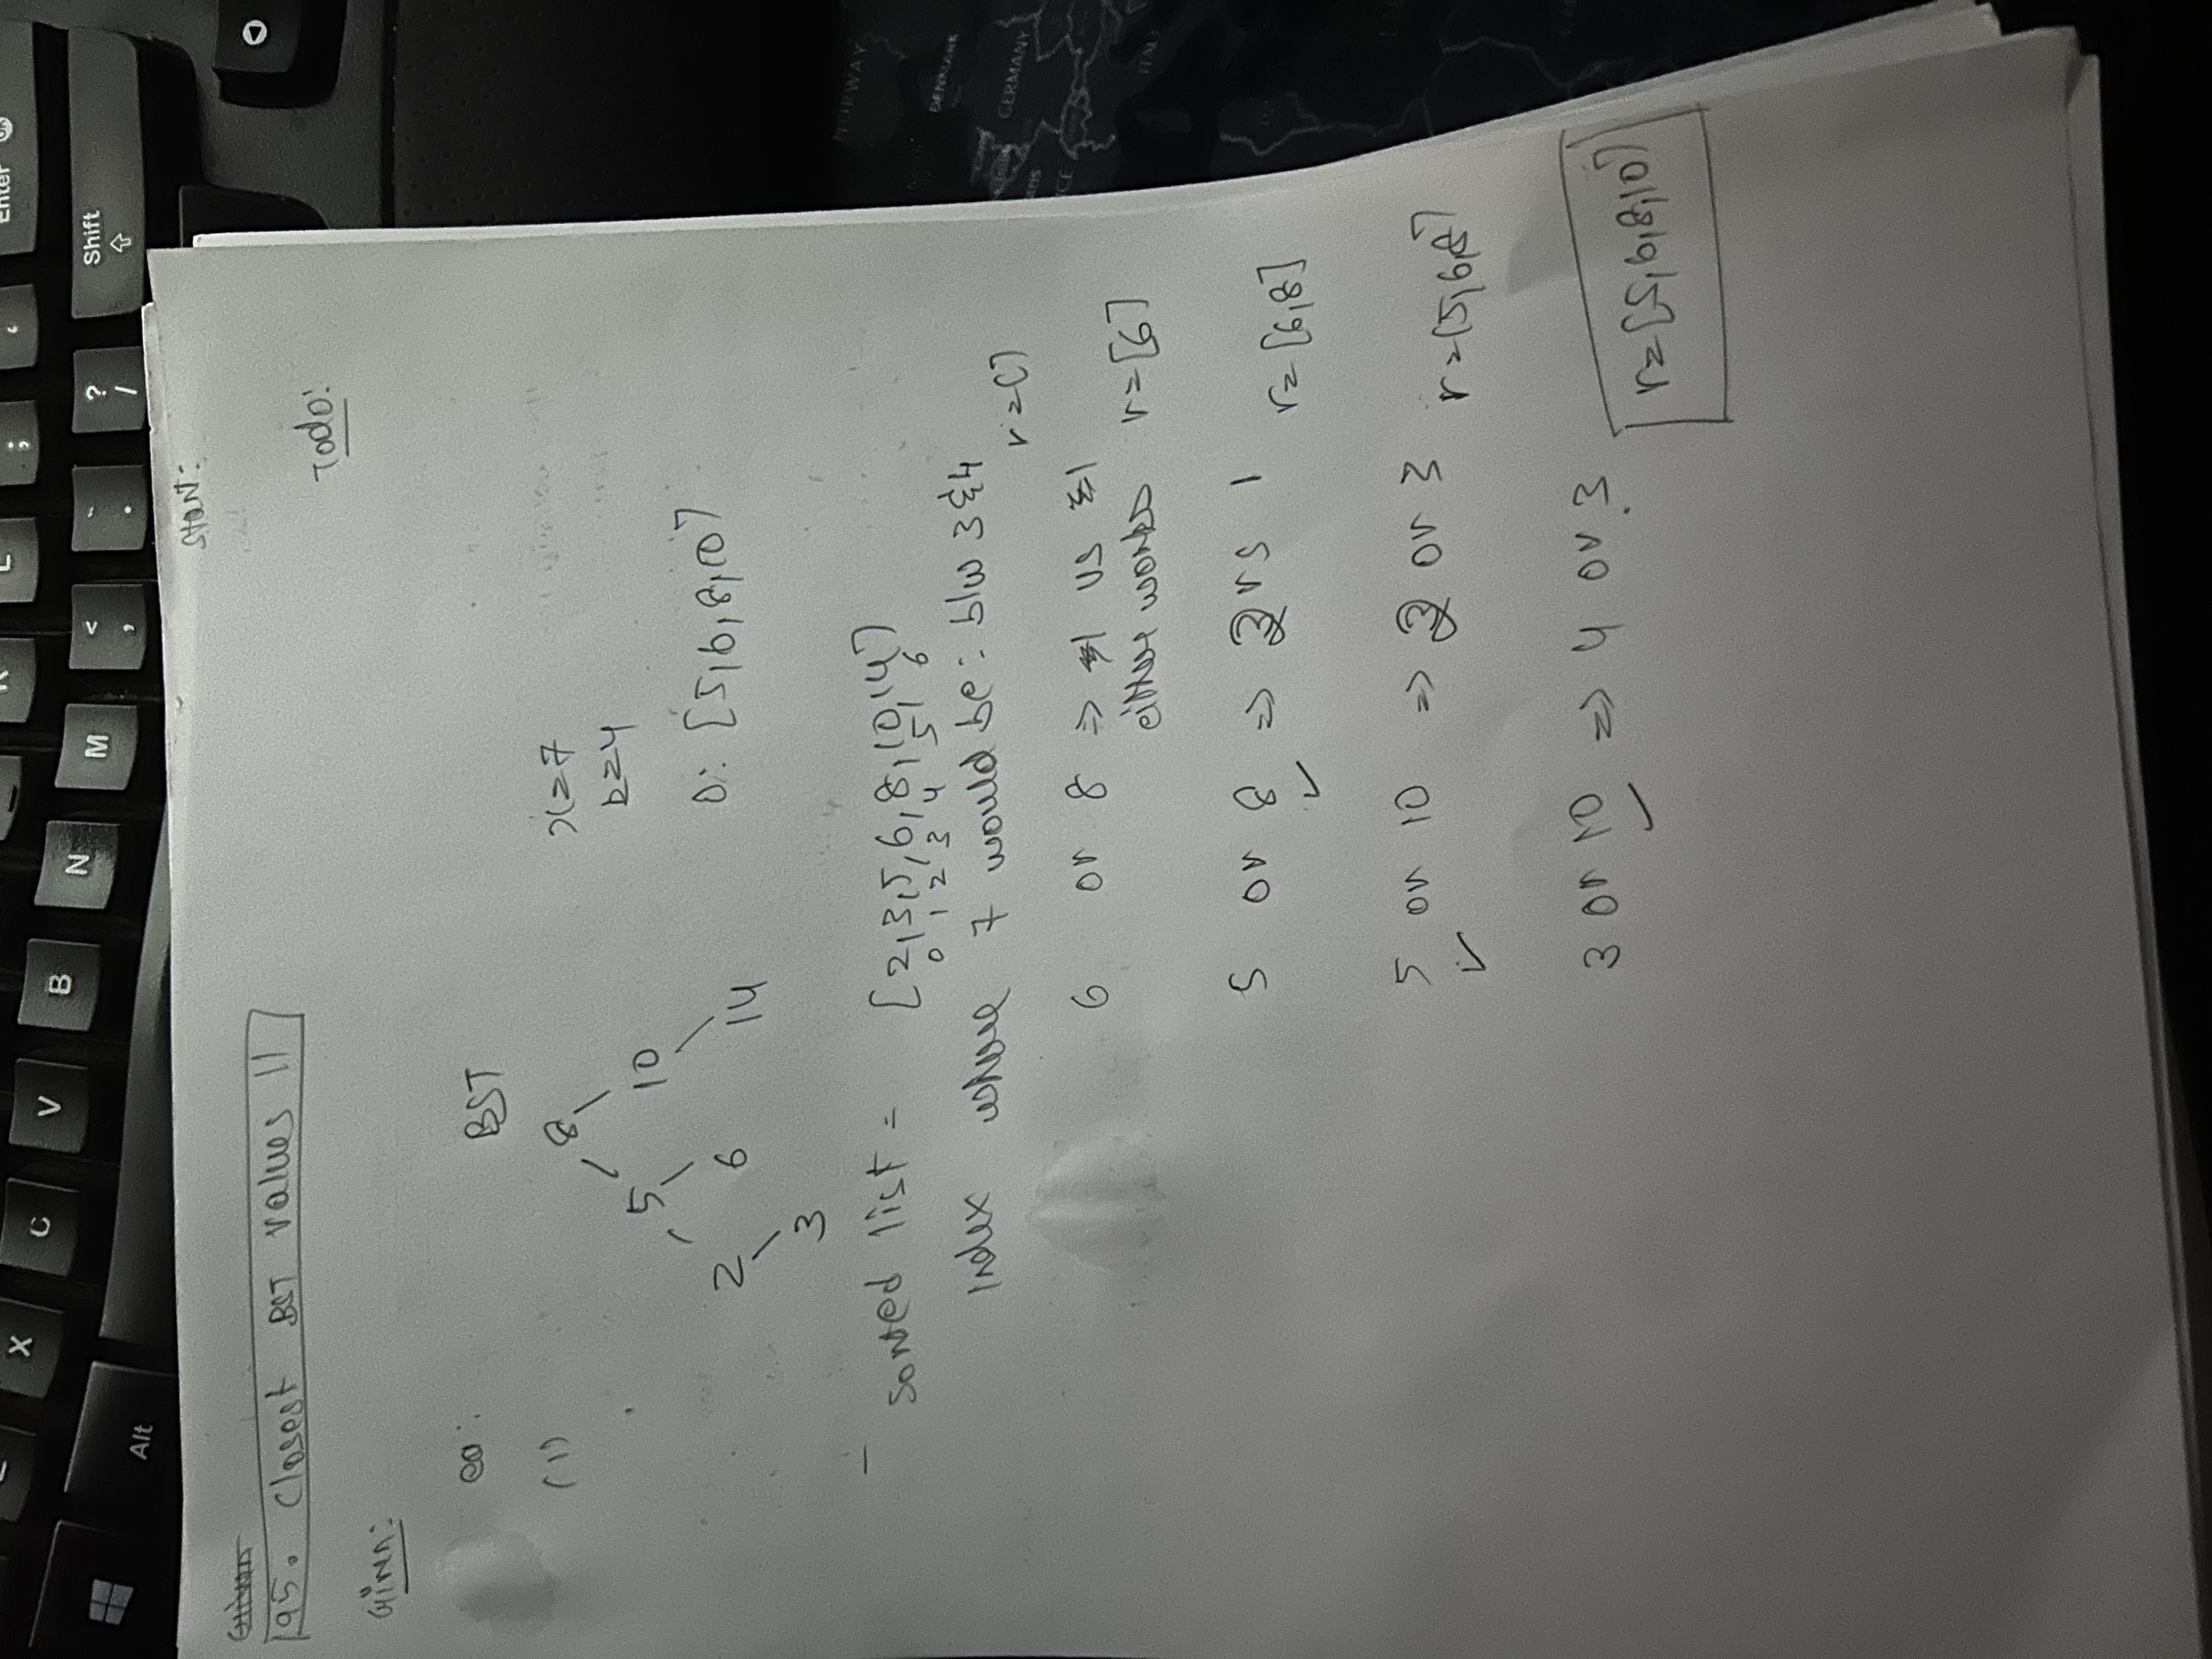 X C V B N M < , . ? / Shift
Alt
Enter
Start:
Given
195. Closest BST values II
Todo:
Given:
eg:
BST
(1)
8
x=7
k=4
5 10
2 6 14
O: [5,6,8,10]
3
– Sorted list = [2,3,5,6,8,10,14]
0 1 2 3 4 5 6
Index where 7 would be: b/w 3 & 4
r=[]
6 or 8 => 1 vs 1
either works r=[6]
5 or 8 => 2 vs 1
r=[6,8]
5 or 10 => 2 or 3
r=[5,6,8]
3 or 10 => 4 or 3
r=[5,6,8,10]
NORWAY
DENMARK
GERMANY